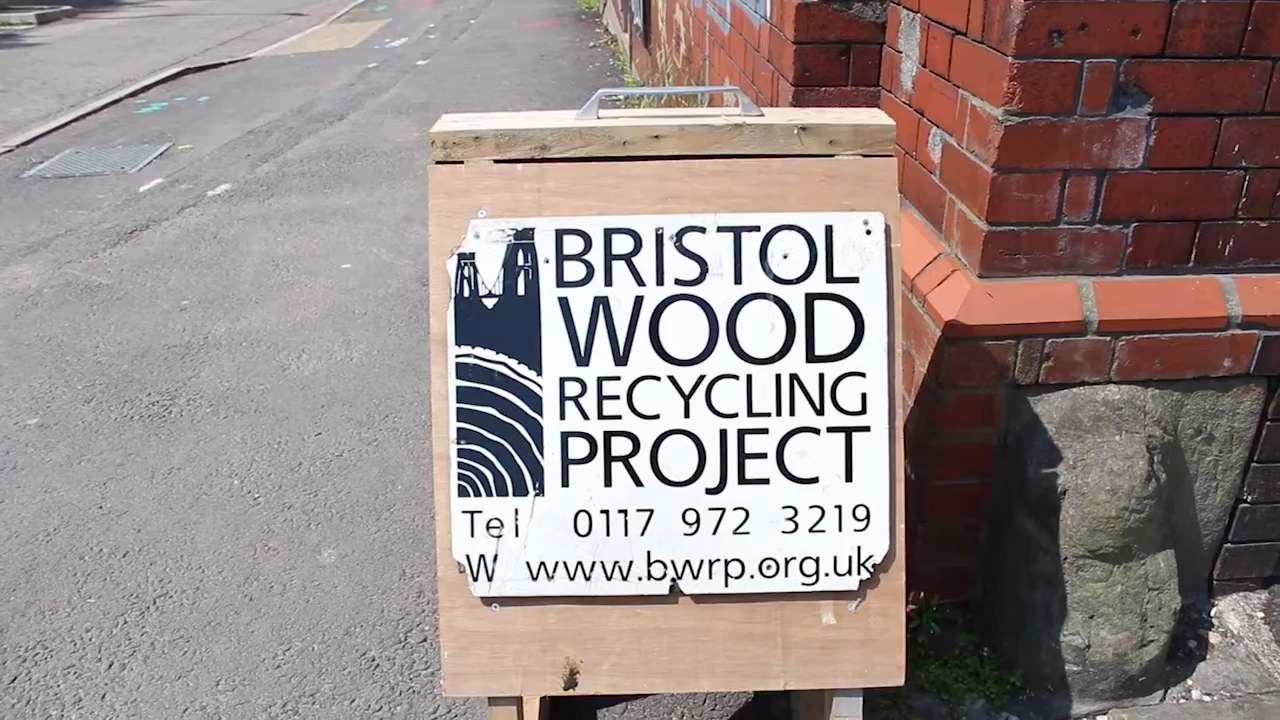 BRISTOL
WOOD
RECYCLING
PROJECT
Tel 0117 972 3219
W www.bwrp.org.uk